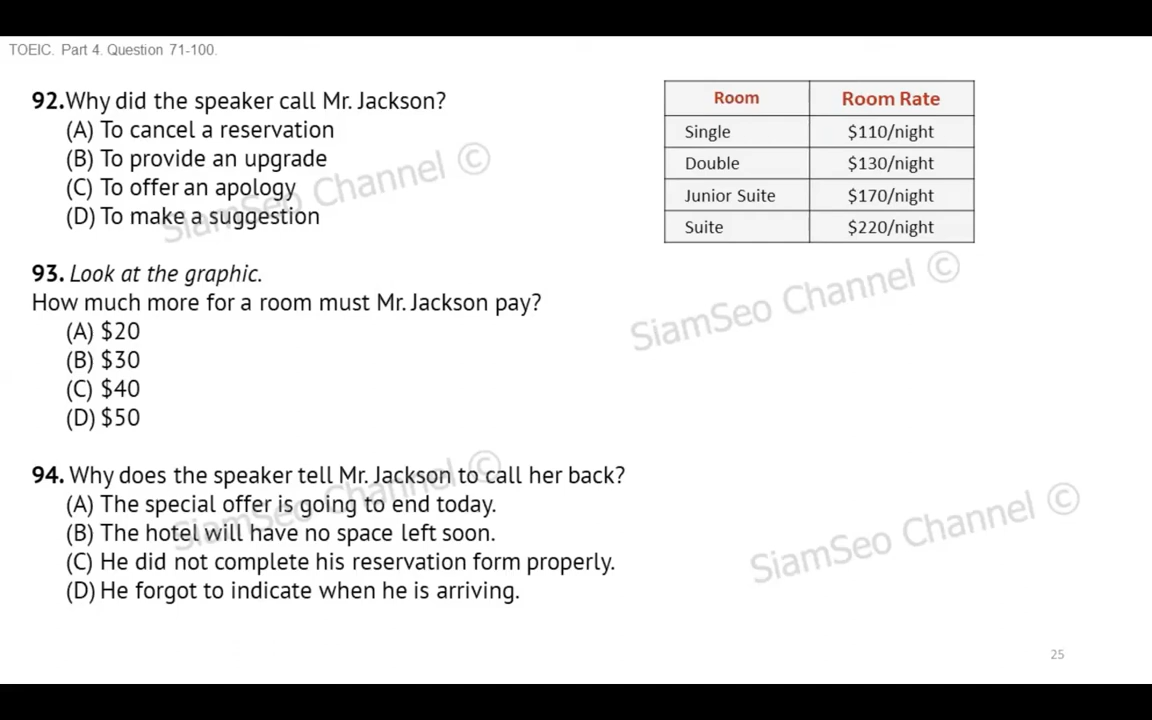 TOEIC. Part 4. Question 71-100.
92.Why did the speaker call Mr. Jackson?
(A) To cancel a reservation
(B) To provide an upgrade
(C) To offer an apology
(D) To make a suggestion
93. Look at the graphic.
How much more for a room must Mr. Jackson pay?
(A) $20
(B) $30
(C) $40
(D) $50
94. Why does the speaker tell Mr. Jackson to call her back?
(A) The special offer is going to end today.
(B) The hotel will have no space left soon.
(C) He did not complete his reservation form properly.
(D) He forgot to indicate when he is arriving.
Room Room Rate
Single $110/night
Double $130/night
Junior Suite $170/night
Suite $220/night
SiamSeo Channel ©
SiamSeo Channel ©
SiamSeo Channel ©
SiamSeo Channel ©
25